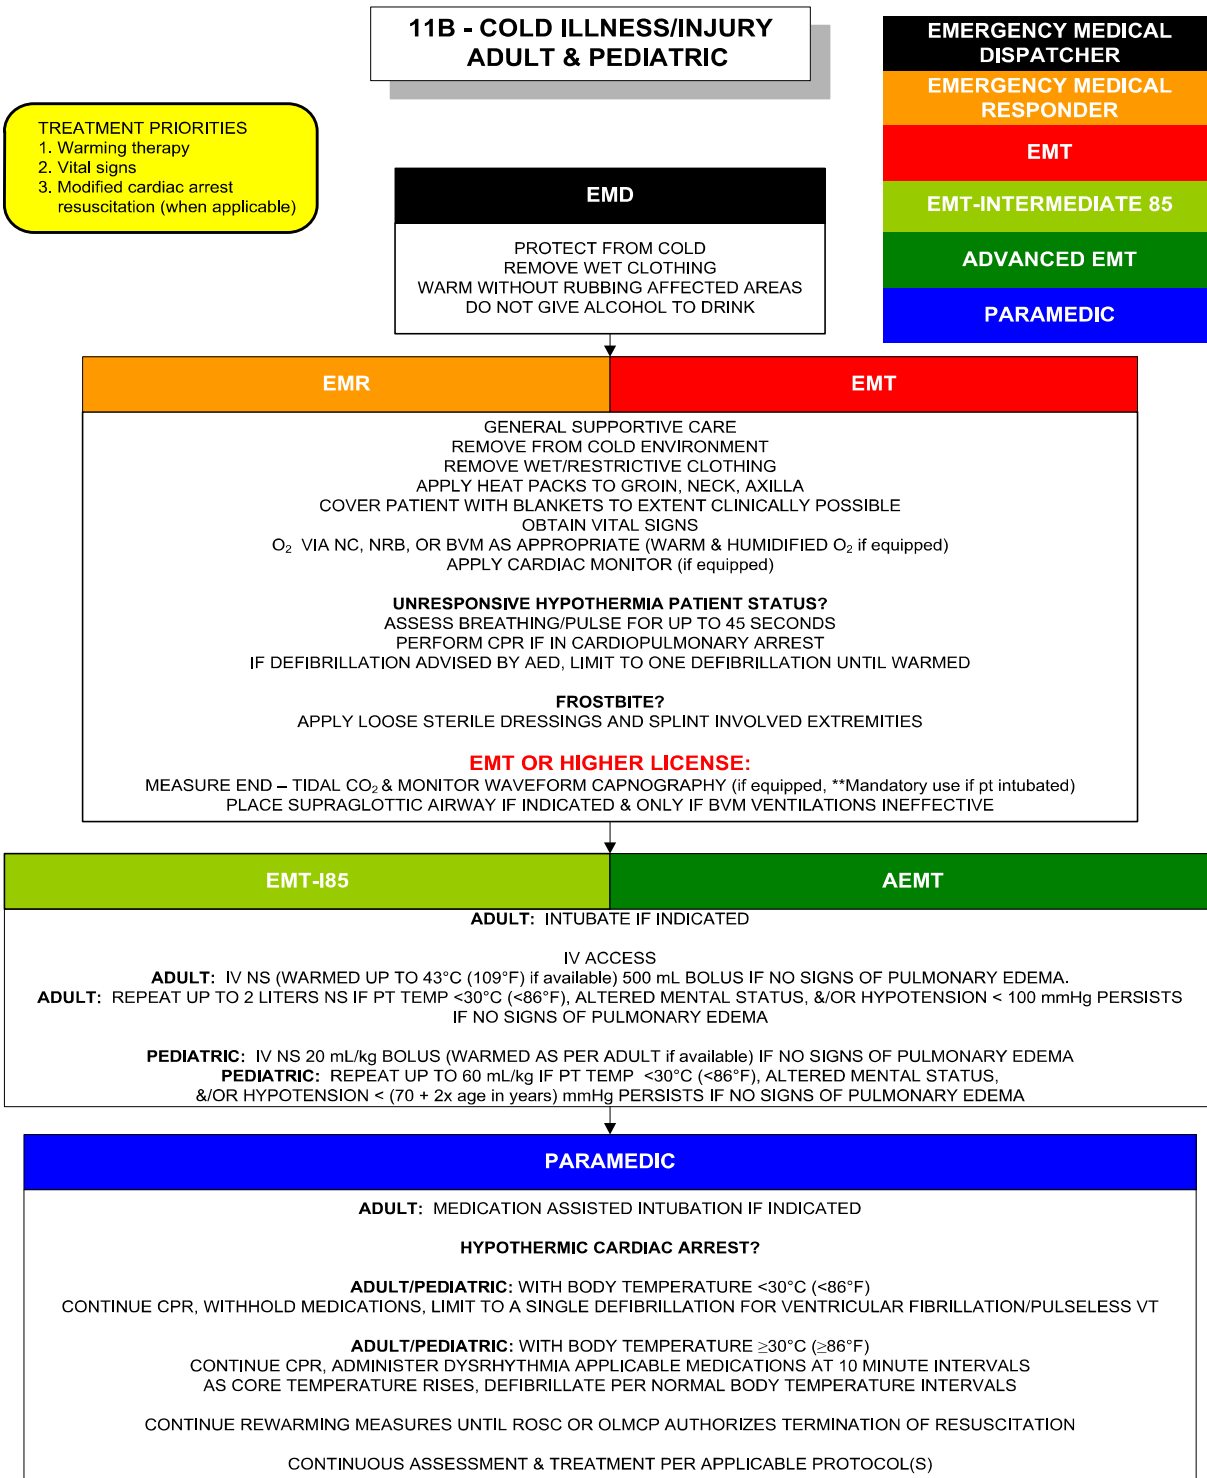 11B - COLD ILLNESS/INJURY
ADULT & PEDIATRIC
EMERGENCY MEDICAL
DISPATCHER
EMERGENCY MEDICAL
RESPONDER
EMT
EMT-INTERMEDIATE 85
ADVANCED EMT
PARAMEDIC
TREATMENT PRIORITIES
1. Warming therapy
2. Vital signs
3. Modified cardiac arrest
resuscitation (when applicable)
EMD
PROTECT FROM COLD
REMOVE WET CLOTHING
WARM WITHOUT RUBBING AFFECTED AREAS
DO NOT GIVE ALCOHOL TO DRINK
EMR
EMT
GENERAL SUPPORTIVE CARE
REMOVE FROM COLD ENVIRONMENT
REMOVE WET/RESTRICTIVE CLOTHING
APPLY HEAT PACKS TO GROIN, NECK, AXILLA
COVER PATIENT WITH BLANKETS TO EXTENT CLINICALLY POSSIBLE
OBTAIN VITAL SIGNS
O₂ VIA NC, NRB, OR BVM AS APPROPRIATE (WARM & HUMIDIFIED O₂ if equipped)
APPLY CARDIAC MONITOR (if equipped)
UNRESPONSIVE HYPOTHERMIA PATIENT STATUS?
ASSESS BREATHING/PULSE FOR UP TO 45 SECONDS
PERFORM CPR IF IN CARDIOPULMONARY ARREST
IF DEFIBRILLATION ADVISED BY AED, LIMIT TO ONE DEFIBRILLATION UNTIL WARMED
FROSTBITE?
APPLY LOOSE STERILE DRESSINGS AND SPLINT INVOLVED EXTREMITIES
EMT OR HIGHER LICENSE:
MEASURE END – TIDAL CO₂ & MONITOR WAVEFORM CAPNOGRAPHY (if equipped, **Mandatory use if pt intubated)
PLACE SUPRAGLOTTIC AIRWAY IF INDICATED & ONLY IF BVM VENTILATIONS INEFFECTIVE
EMT-I85
AEMT
ADULT: INTUBATE IF INDICATED
IV ACCESS
ADULT: IV NS (WARMED UP TO 43°C (109°F) if available) 500 mL BOLUS IF NO SIGNS OF PULMONARY EDEMA.
ADULT: REPEAT UP TO 2 LITERS NS IF PT TEMP <30°C (<86°F), ALTERED MENTAL STATUS, &/OR HYPOTENSION < 100 mmHg PERSISTS
IF NO SIGNS OF PULMONARY EDEMA
PEDIATRIC: IV NS 20 mL/kg BOLUS (WARMED AS PER ADULT if available) IF NO SIGNS OF PULMONARY EDEMA
PEDIATRIC: REPEAT UP TO 60 mL/kg IF PT TEMP <30°C (<86°F), ALTERED MENTAL STATUS,
&/OR HYPOTENSION < (70 + 2x age in years) mmHg PERSISTS IF NO SIGNS OF PULMONARY EDEMA
PARAMEDIC
ADULT: MEDICATION ASSISTED INTUBATION IF INDICATED
HYPOTHERMIC CARDIAC ARREST?
ADULT/PEDIATRIC: WITH BODY TEMPERATURE <30°C (<86°F)
CONTINUE CPR, WITHHOLD MEDICATIONS, LIMIT TO A SINGLE DEFIBRILLATION FOR VENTRICULAR FIBRILLATION/PULSELESS VT
ADULT/PEDIATRIC: WITH BODY TEMPERATURE ≥30°C (≥86°F)
CONTINUE CPR, ADMINISTER DYSRHYTHMIA APPLICABLE MEDICATIONS AT 10 MINUTE INTERVALS
AS CORE TEMPERATURE RISES, DEFIBRILLATE PER NORMAL BODY TEMPERATURE INTERVALS
CONTINUE REWARMING MEASURES UNTIL ROSC OR OLMCP AUTHORIZES TERMINATION OF RESUSCITATION
CONTINUOUS ASSESSMENT & TREATMENT PER APPLICABLE PROTOCOL(S)